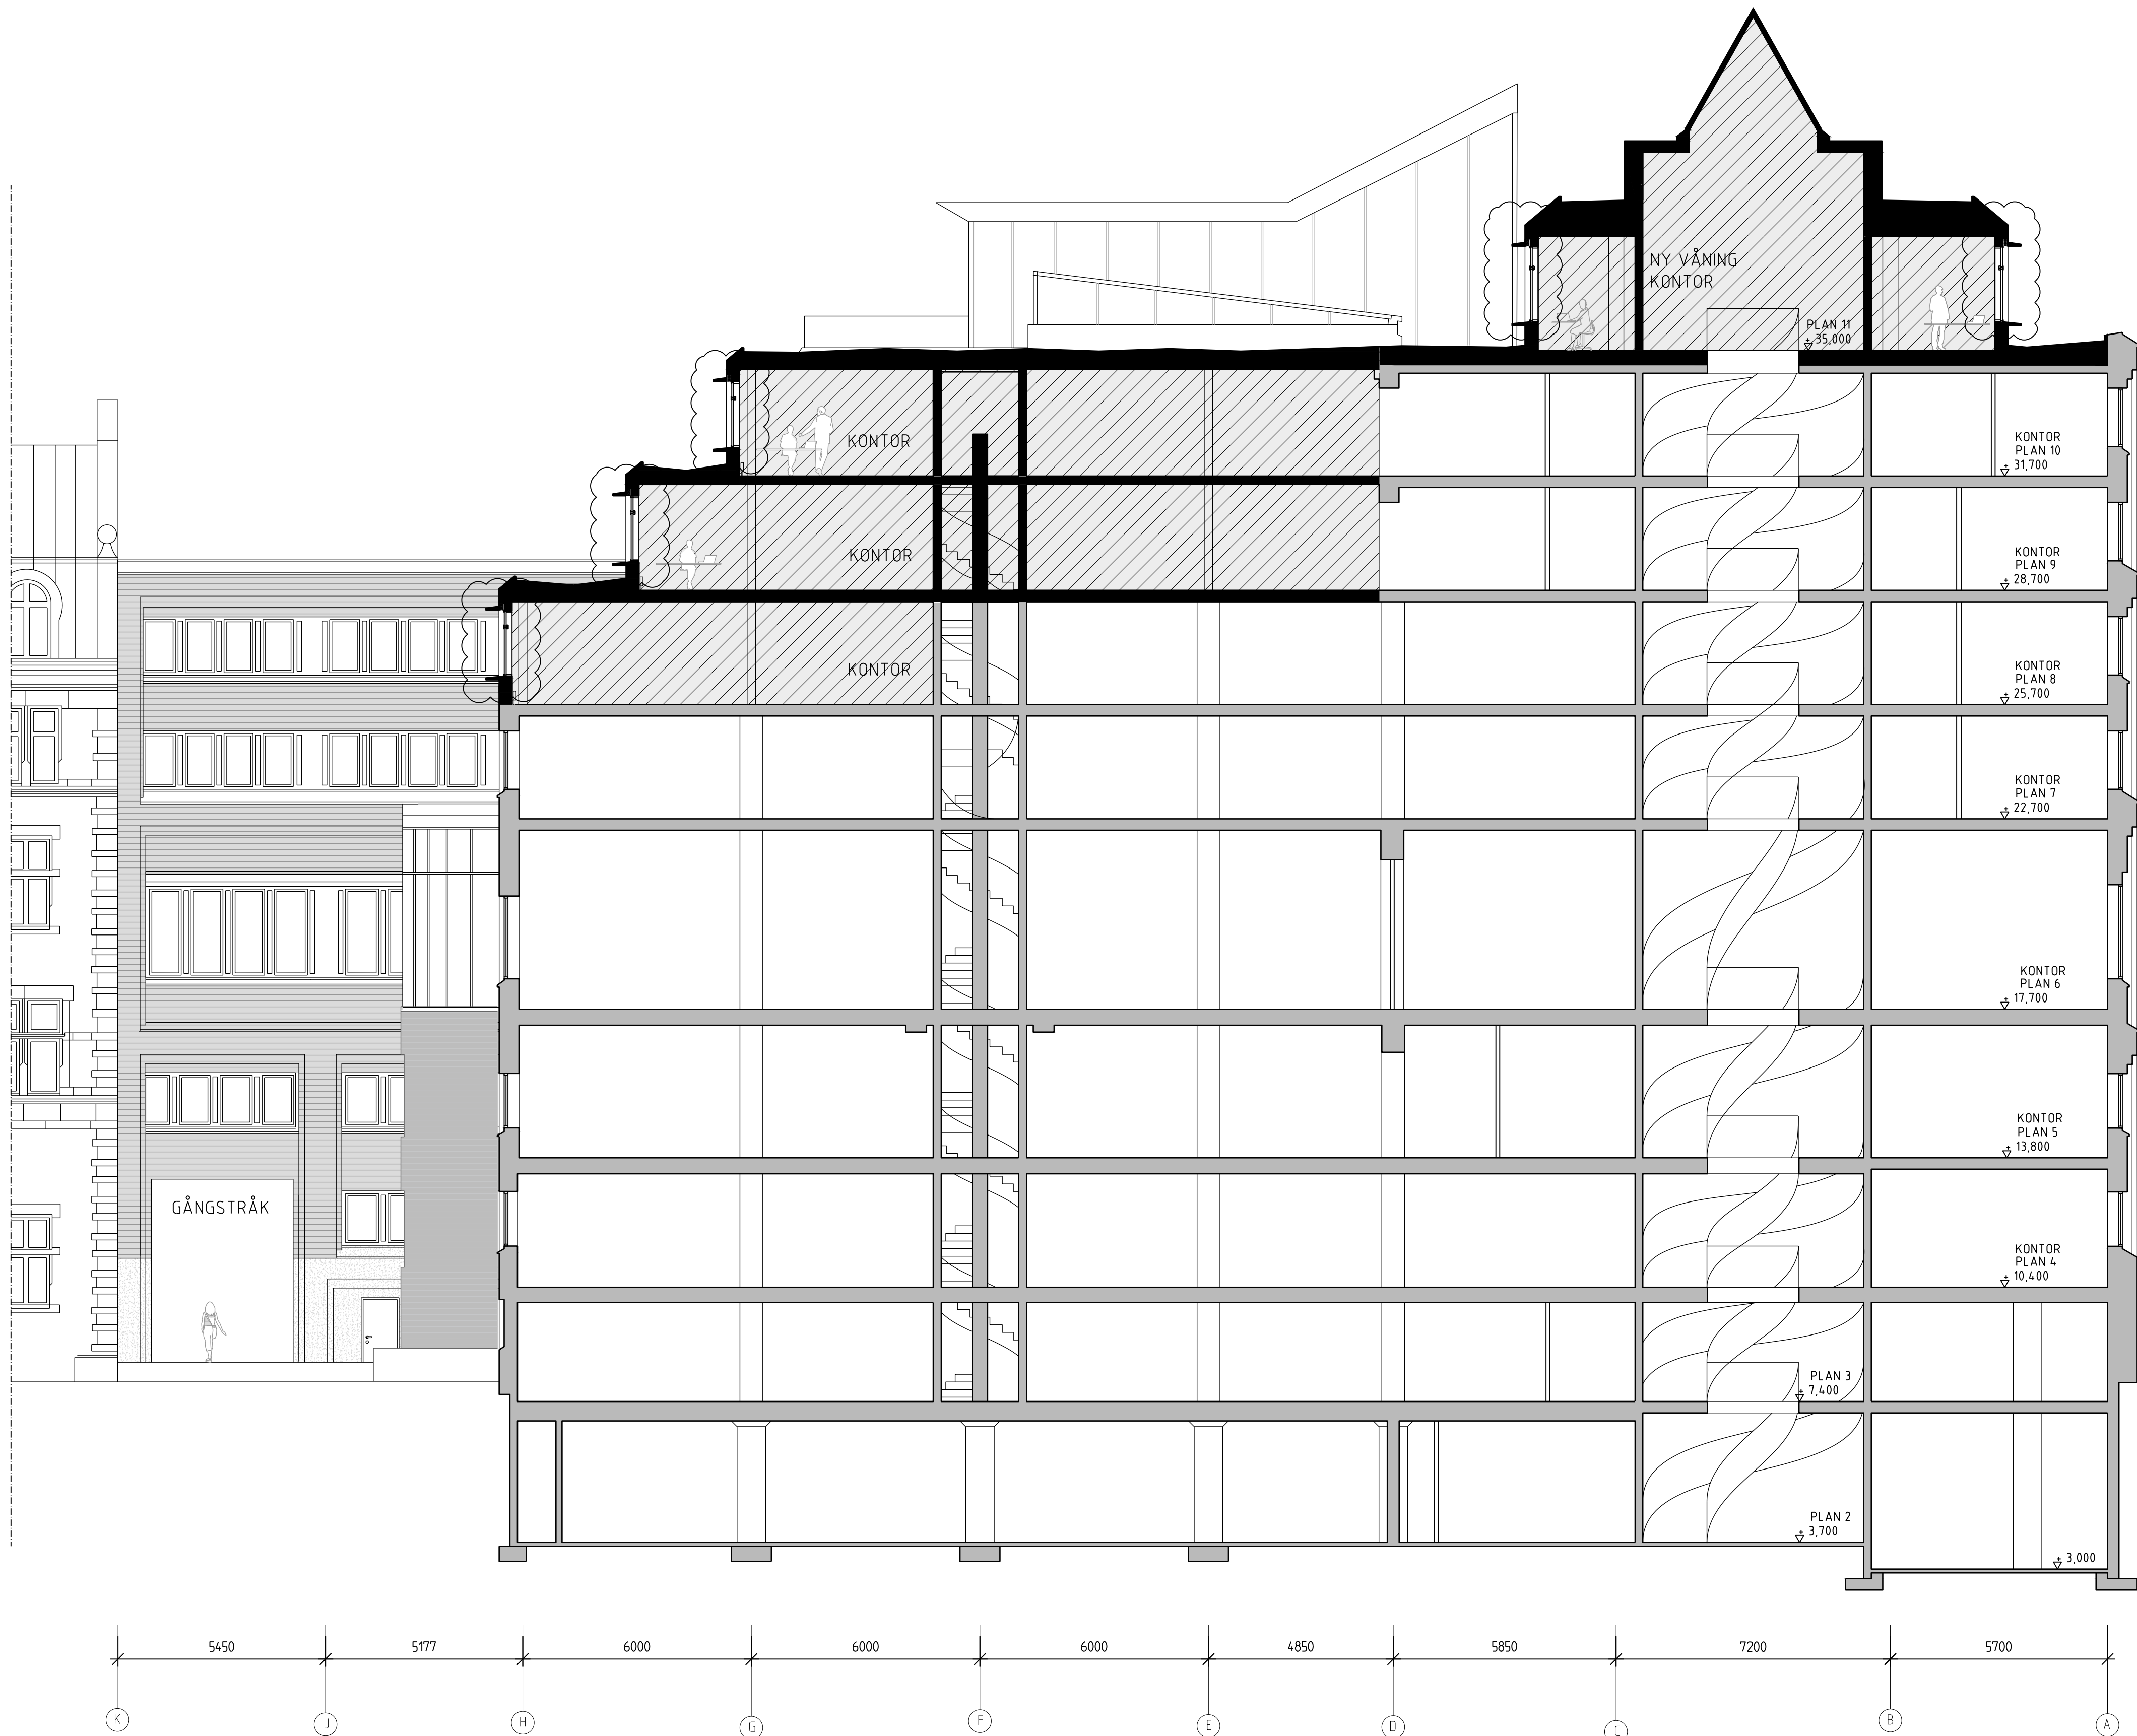 NY VÅNING
KONTOR
PLAN 11
+ 35,000
KONTOR
KONTOR
PLAN 10
+ 31,700
KONTOR
KONTOR
PLAN 9
+ 28,700
KONTOR
KONTOR
PLAN 8
+ 25,700
KONTOR
PLAN 7
+ 22,700
KONTOR
PLAN 6
+ 17,700
KONTOR
PLAN 5
+ 13,800
GÅNGSTRÅK
KONTOR
PLAN 4
+ 10,400
PLAN 3
+ 7,400
PLAN 2
+ 3,700
+ 3,000
5450 5177 6000 6000 6000 4850 5850 7200 5700
K J H G F E D C B A